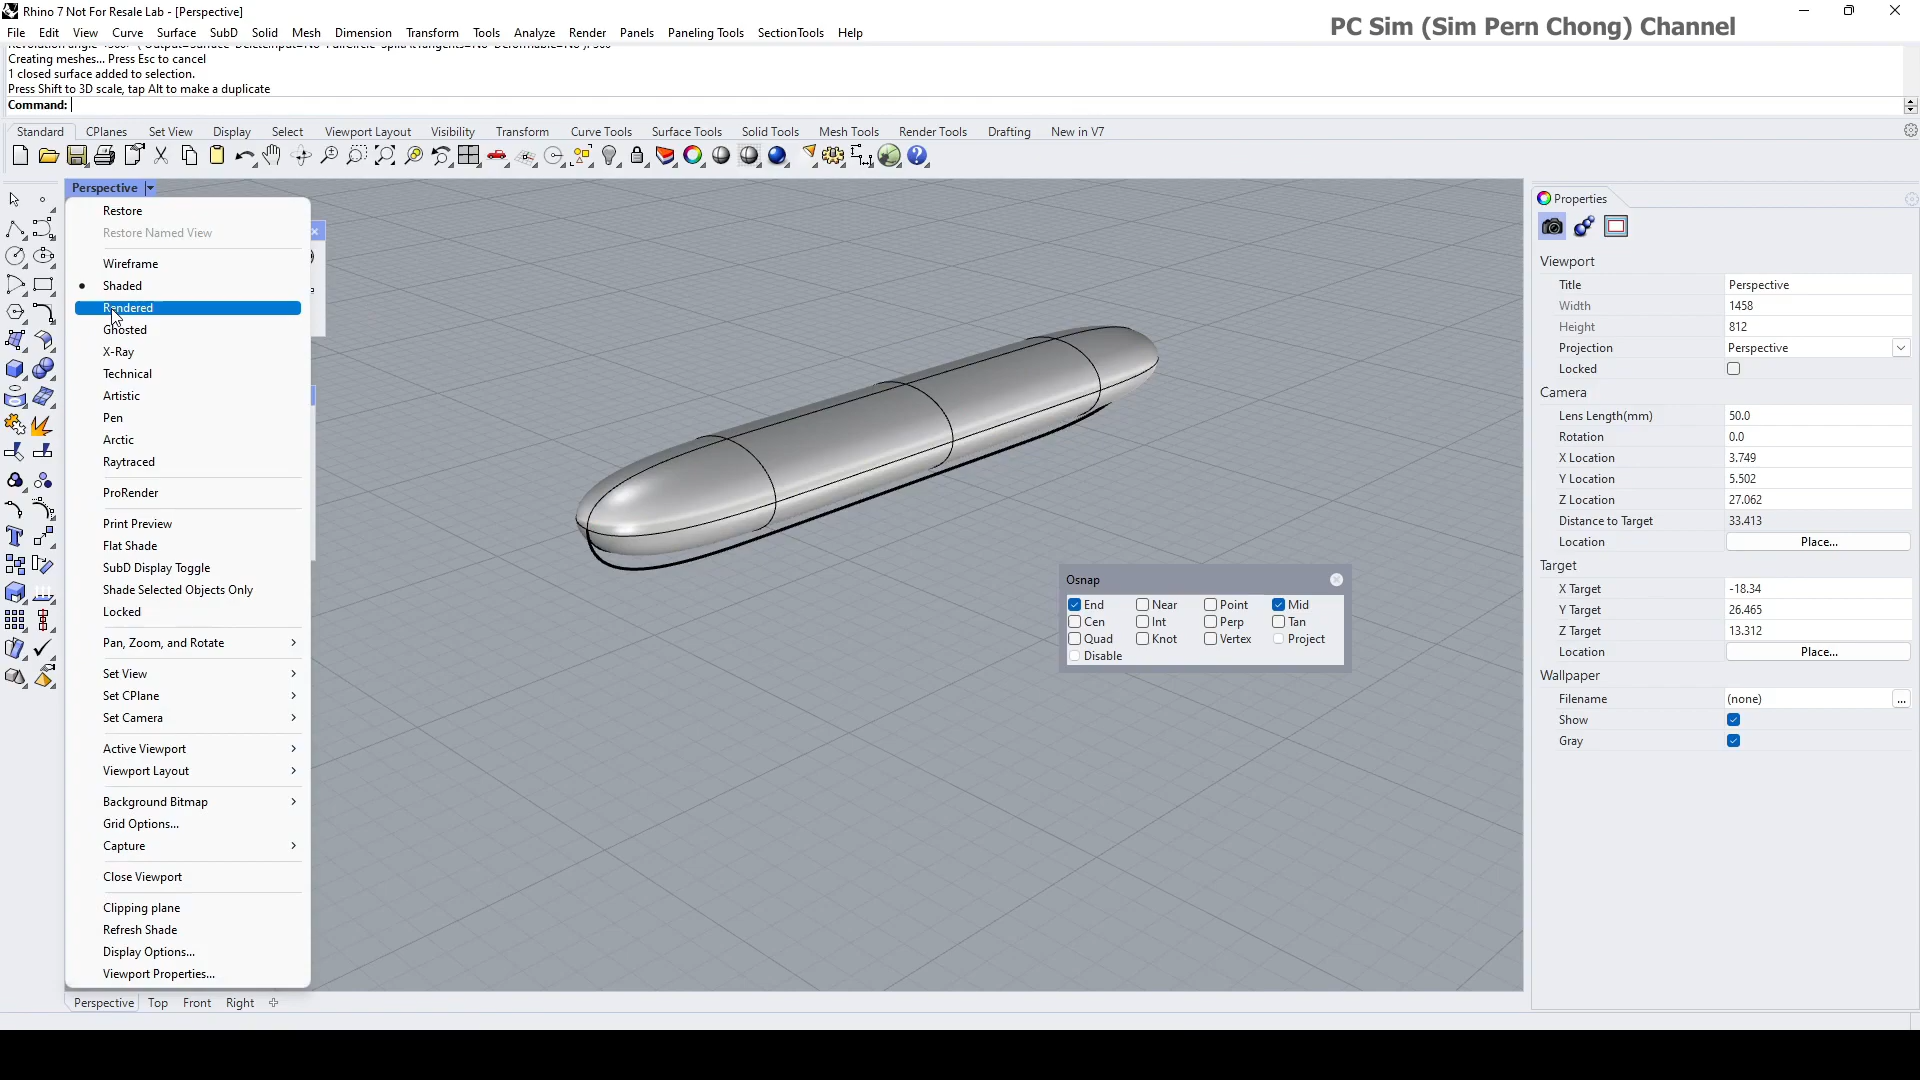 Rhino 7 Not For Resale Lab - [Perspective]
PC Sim (Sim Pern Chong) Channel
File Edit View Curve Surface SubD Solid Mesh Dimension Transform Tools Analyze Render Panels Paneling Tools SectionTools Help
Creating meshes... Press Esc to cancel
1 closed surface added to selection.
Press Shift to 3D scale, tap Alt to make a duplicate
Command:
Standard CPlanes Set View Display Select Viewport Layout Visibility Transform Curve Tools Surface Tools Solid Tools Mesh Tools Render Tools Drafting New in V7
Perspective
Restore
Restore Named View
Wireframe
Shaded
Rendered
Ghosted
X-Ray
Technical
Artistic
Pen
Arctic
Raytraced
ProRender
Print Preview
Flat Shade
SubD Display Toggle
Shade Selected Objects Only
Locked
Pan, Zoom, and Rotate
Set View
Set CPlane
Set Camera
Active Viewport
Viewport Layout
Background Bitmap
Grid Options...
Capture
Close Viewport
Clipping plane
Refresh Shade
Display Options...
Viewport Properties...
Osnap
End Near Point Mid
Cen Int Perp Tan
Quad Knot Vertex Project
Disable
Properties
Viewport
Title Perspective
Width 1458
Height 812
Projection Perspective
Locked
Camera
Lens Length(mm) 50.0
Rotation 0.0
X Location 3.749
Y Location 5.502
Z Location 27.062
Distance to Target 33.413
Location Place...
Target
X Target -18.34
Y Target 26.465
Z Target 13.312
Location Place...
Wallpaper
Filename (none) ...
Show
Gray
Perspective Top Front Right